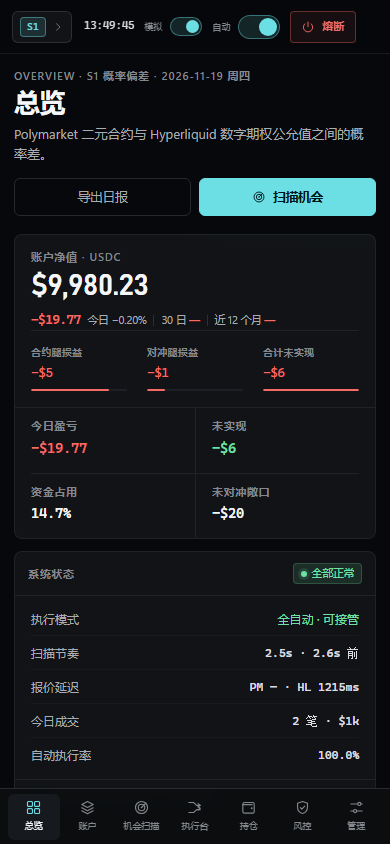 S1
13:49:45
模拟
自动
熔断
OVERVIEW · S1 概率偏差 · 2026-11-19 周四
总览
Polymarket 二元合约与 Hyperliquid 数字期权公允值之间的概
率差。
导出日报
扫描机会
账户净值 · USDC
$9,980.23
−$19.77 今日 −0.20% 30 日 — 近 12 个月 —
合约腿损益 对冲腿损益 合计未实现
−$5 −$1 −$6
今日盈亏 未实现
−$19.77 −$6
资金占用 未对冲敞口
14.7% −$20
系统状态 全部正常
执行模式 全自动 · 可接管
扫描节奏 2.5s · 2.6s 前
报价延迟 PM — · HL 1215ms
今日成交 2 笔 · $1k
自动执行率 100.0%
总览 账户 机会扫描 执行台 持仓 风控 管理